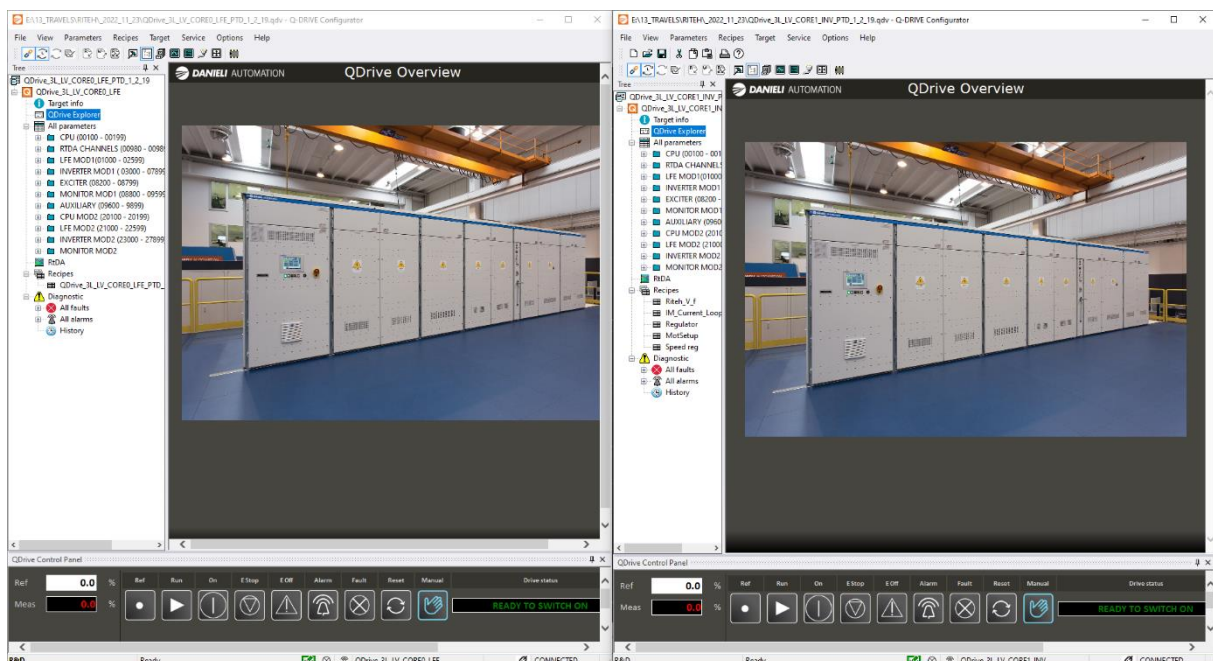 E:\13_TRAVELS\RITEH\_2022_11_23\QDrive_3L_LV_CORE0_LFE_PTD_1_2_19.qdv - Q-DRIVE Configurator
File View Parameters Recipes Target Service Options Help
Tree
QDrive_3L_LV_CORE0_LFE_PTD_1_2_19
QDrive_3L_LV_CORE0_LFE
Target info
QDrive Explorer
All parameters
CPU (00100 - 00199)
RTDA CHANNELS (00980 - 0098
LFE MOD1(01000 - 02599)
INVERTER MOD1 ( 03000 - 0789
EXCITER (08200 - 08799)
MONITOR MOD1 (08800 - 09599
AUXILIARY (09600 - 9899)
CPU MOD2 (20100 - 20199)
LFE MOD2 (21000 - 22599)
INVERTER MOD2 (23000 - 27899
MONITOR MOD2
RtDA
Recipes
QDrive_3L_LV_CORE0_LFE_PTD_
Diagnostic
All faults
All alarms
History
DANIELI AUTOMATION
QDrive Overview
QDrive Control Panel
Ref 0.0 %
Meas 0.0 %
Ref Run On E Stop E Off Alarm Fault Reset Manual Drive status
READY TO SWITCH ON
R&D Ready QDrive_3L_LV_CORE0_LFE CONNECTED
E:\13_TRAVELS\RITEH\_2022_11_23\QDrive_3L_LV_CORE1_INV_PTD_1_2_19.qdv - Q-DRIVE Configurator
File View Parameters Recipes Target Service Options Help
Tree
QDrive_3L_LV_CORE1_INV_P
QDrive_3L_LV_CORE1_IN
Target info
QDrive Explorer
All parameters
CPU (00100 - 001
RTDA CHANNELS
LFE MOD1(01000
INVERTER MOD1
EXCITER (08200 -
MONITOR MOD1
AUXILIARY (0960
CPU MOD2 (201
LFE MOD2 (2100
INVERTER MOD2
MONITOR MOD2
RtDA
Recipes
Riteh_V_f
IM_Current_Loop
Regulator
MotSetup
Speed reg
Diagnostic
All faults
All alarms
History
DANIELI AUTOMATION
QDrive Overview
QDrive Control Panel
Ref 0.0 %
Meas 0.0 %
Ref Run On E Stop E Off Alarm Fault Reset Manual Drive status
READY TO SWITCH ON
R&D Ready QDrive_3L_LV_CORE1_INV CONNECTED